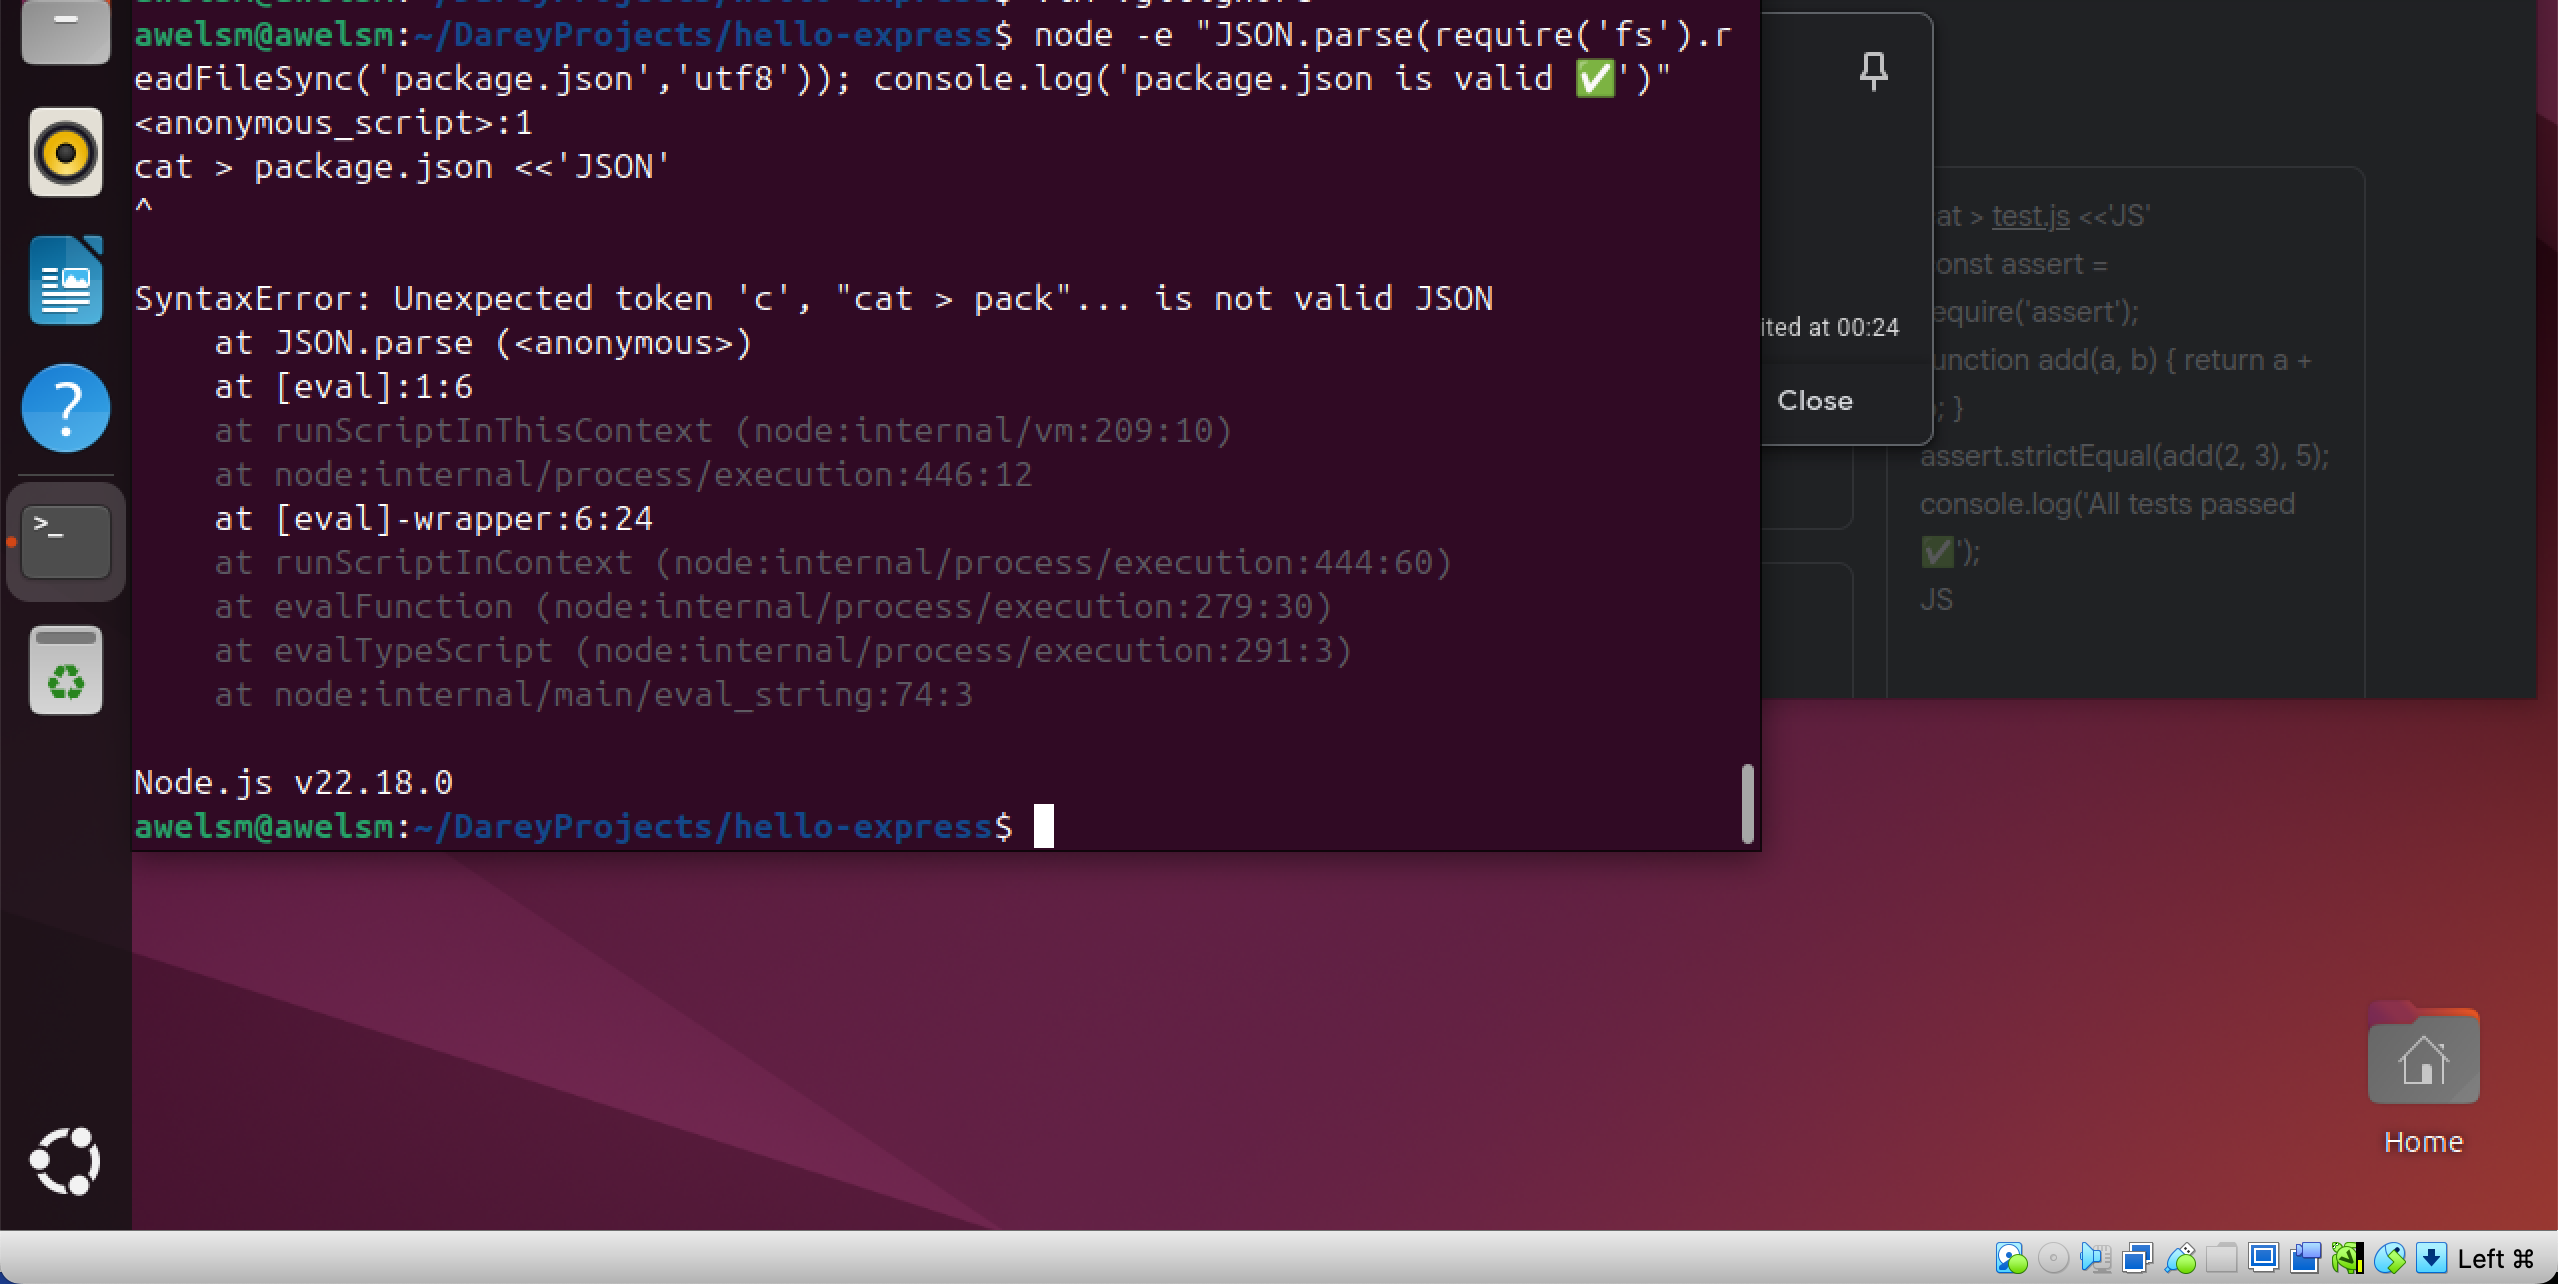 awelsm@awelsm:~/DareyProjects/hello-express$ node -e "JSON.parse(require('fs').r
eadFileSync('package.json','utf8')); console.log('package.json is valid ✅')"
<anonymous_script>:1
cat > package.json <<'JSON'
^
SyntaxError: Unexpected token 'c', "cat > pack"... is not valid JSON
    at JSON.parse (<anonymous>)
    at [eval]:1:6
    at runScriptInThisContext (node:internal/vm:209:10)
    at node:internal/process/execution:446:12
    at [eval]-wrapper:6:24
    at runScriptInContext (node:internal/process/execution:444:60)
    at evalFunction (node:internal/process/execution:279:30)
    at evalTypeScript (node:internal/process/execution:291:3)
    at node:internal/main/eval_string:74:3
Node.js v22.18.0
awelsm@awelsm:~/DareyProjects/hello-express$
ited at 00:24
Close
at > test.js <<'JS'
onst assert =
equire('assert');
unction add(a, b) { return a +
; }
assert.strictEqual(add(2, 3), 5);
console.log('All tests passed
✅');
JS
Home
Left ⌘